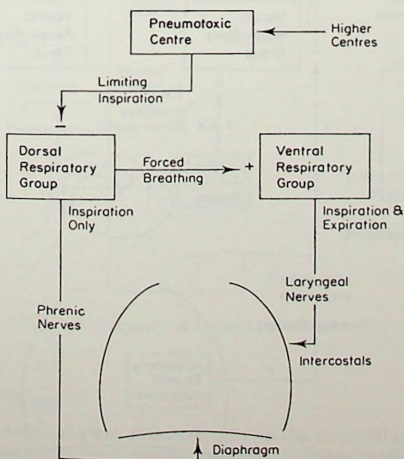 Pneumotoxic
Centre
Higher
Centres
Limiting
Inspiration
–
Dorsal
Respiratory
Group
Forced
Breathing
+
Ventral
Respiratory
Group
Inspiration
Only
Inspiration &
Expiration
Phrenic
Nerves
Laryngeal
Nerves
Intercostals
Diaphragm